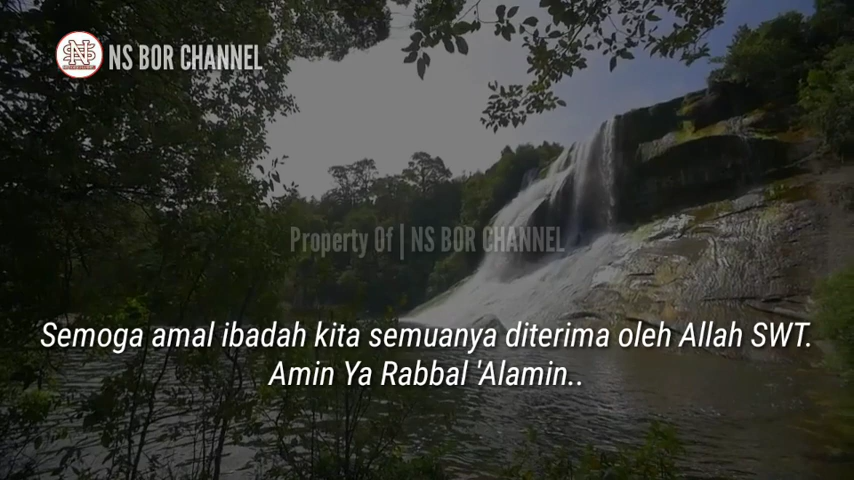 NS BOR CHANNEL
Property Of | NS BOR CHANNEL
Semoga amal ibadah kita semuanya diterima oleh Allah SWT.
Amin Ya Rabbal 'Alamin..